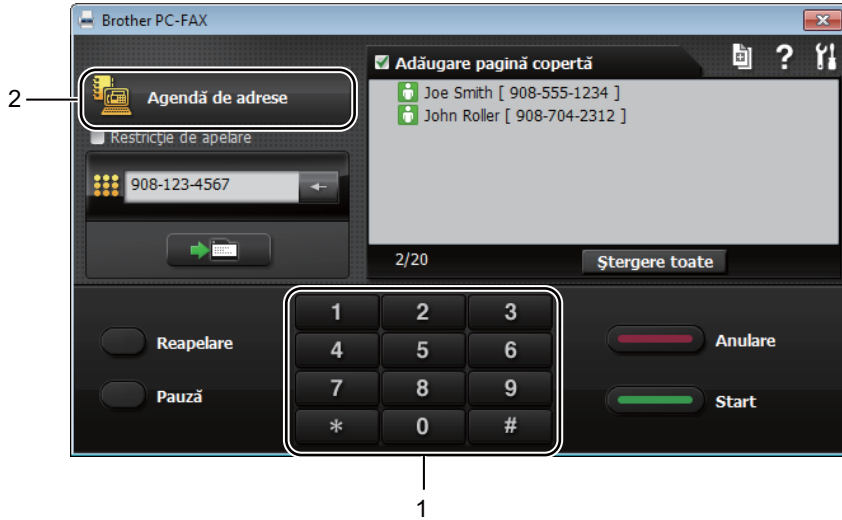 Brother PC-FAX
Adăugare pagină copertă
?
2
Agendă de adrese
Joe Smith [ 908-555-1234 ]
John Roller [ 908-704-2312 ]
Restricţie de apelare
908-123-4567
2/20
Ştergere toate
1 2 3
Reapelare
4 5 6
Anulare
Pauză
7 8 9
Start
* 0 #
1